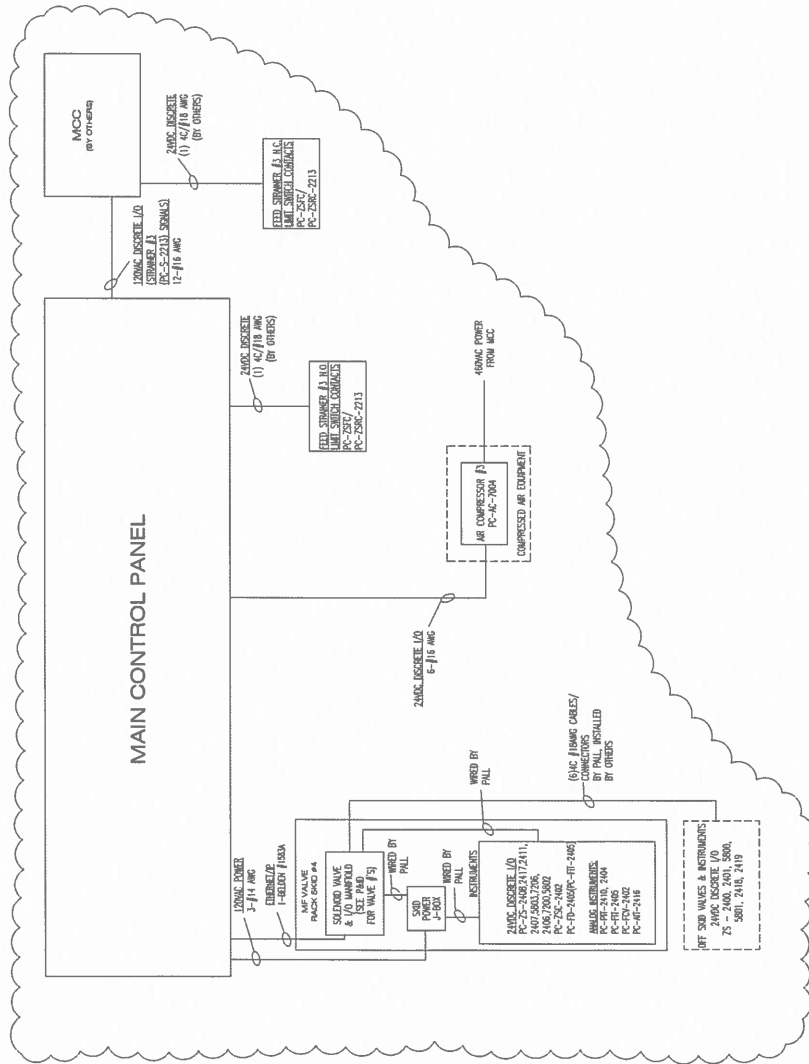 MCC
(BY OTHERS)
24VDC DISCRETE
(1) 4C/#18 AWG
(BY OTHERS)
FEED STRAINER #3 N.C.
LIMIT SWITCH CONTACTS
PC-ZSFC/
PC-ZSRC-2213
120VAC DISCRETE I/O
(STRAINER #3
(PC-S-2213) SIGNALS)
12-#16 AWG
MAIN CONTROL PANEL
24VDC DISCRETE
(1) 4C/#18 AWG
(BY OTHERS)
FEED STRAINER #3 N.O.
LIMIT SWITCH CONTACTS
PC-ZSFC/
PC-ZSRC-2213
460VAC POWER
FROM MCC
AIR COMPRESSOR #3
PC-AC-7004
COMPRESSED AIR EQUIPMENT
24VDC DISCRETE I/O
6-#16 AWG
120VAC POWER
3-#14 AWG
ETHERNET/IP
1-BELDEN #1583A
MF VALVE
RACK SKID #4
SOLENOID VALVE
& I/O MANIFOLD
(SEE P&ID
FOR VALVE #'S)
WIRED BY
PALL
SKID
POWER
J-BOX
WIRED BY
PALL
WIRED BY
PALL
(6)4C #18AWG CABLES/
CONNECTORS
BY PALL, INSTALLED
BY OTHERS
INSTRUMENTS
24VDC DISCRETE I/O
PC-ZS-2408,2417,2411,
2407,5803,7206,
2406,7200,5802
PC-ZSC-2402
PC-FD-2405(PC-FIT-2405)
ANALOG INSTRUMENTS:
PC-PIT-2410, 2404
PC-FIT-2405
PC-FCV-2402
PC-AIT-2416
OFF SKID VALVES & INSTRUMENTS
24VDC DISCRETE I/O
ZS - 2400, 2401, 5800,
5801, 2418, 2419